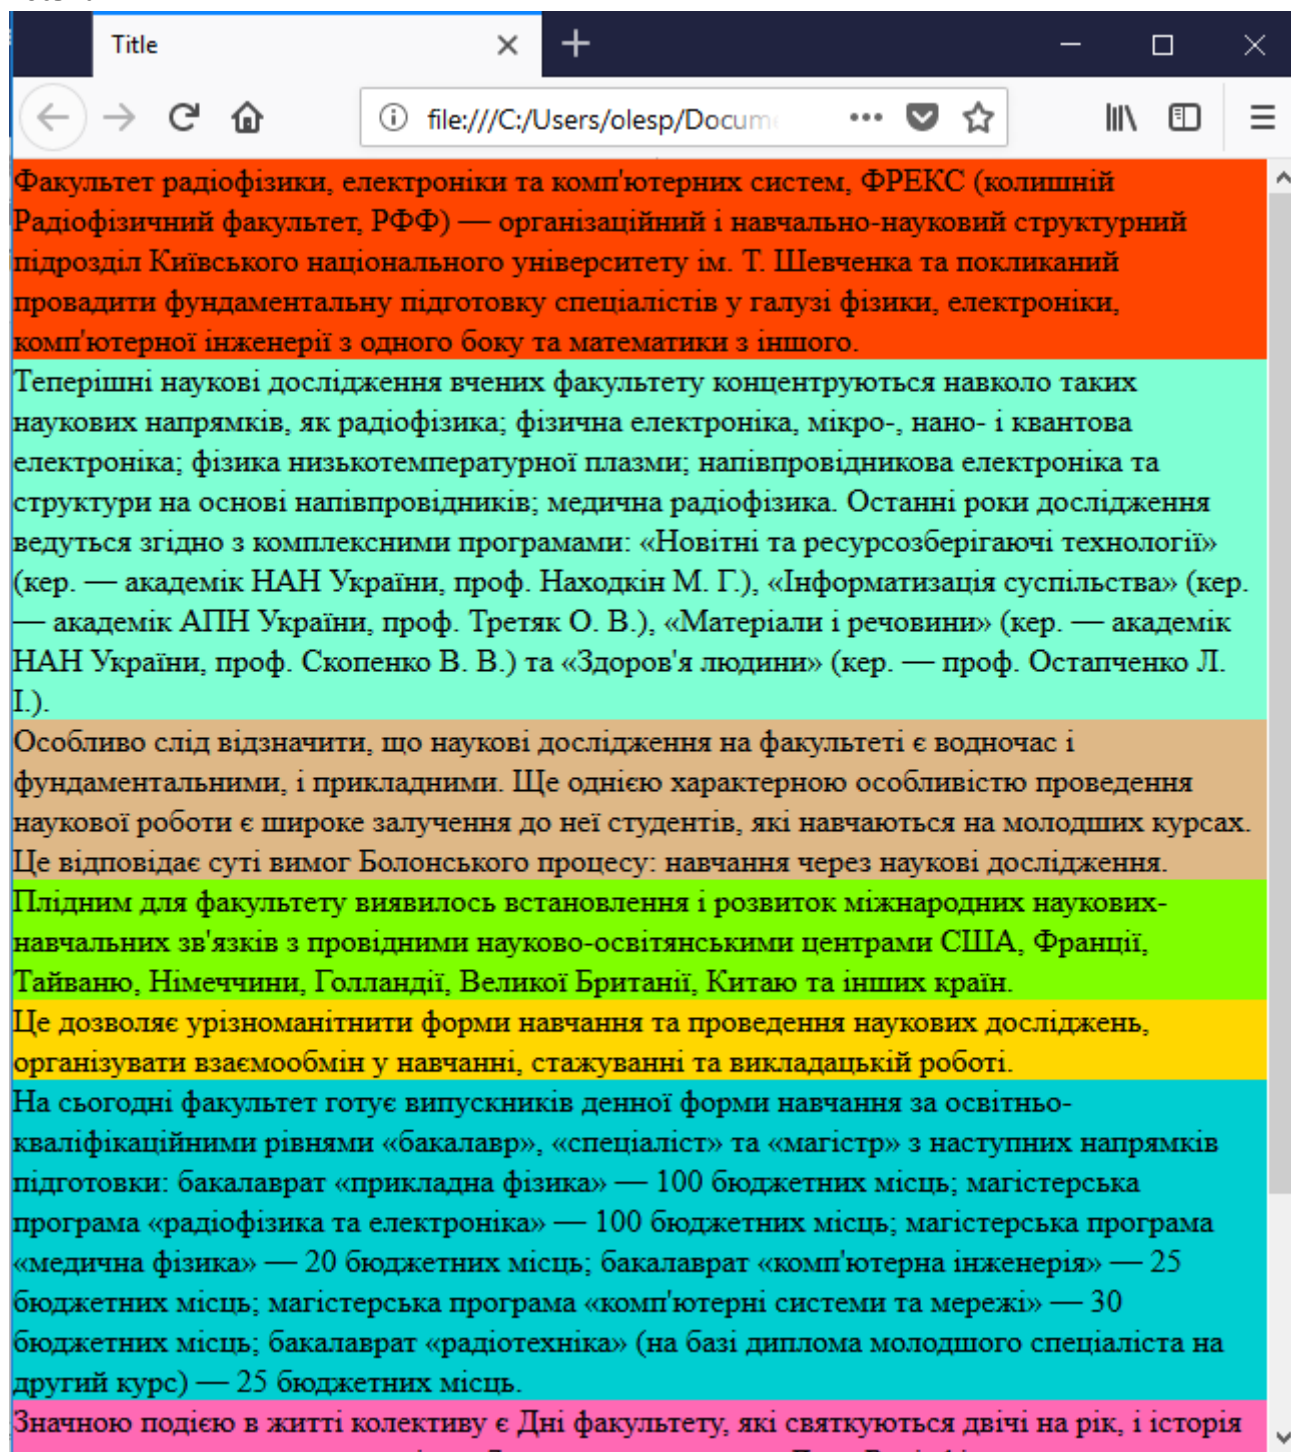 Title
file:///C:/Users/olesp/Docum
Факультет радіофізики, електроніки та комп'ютерних систем, ФРЕКС (колишній
Радіофізичний факультет, РФФ) — організаційний і навчально-науковий структурний
підрозділ Київського національного університету ім. Т. Шевченка та покликаний
провадити фундаментальну підготовку спеціалістів у галузі фізики, електроніки,
комп'ютерної інженерії з одного боку та математики з іншого.
Теперішні наукові дослідження вчених факультету концентруються навколо таких
наукових напрямків, як радіофізика; фізична електроніка, мікро-, нано- і квантова
електроніка; фізика низькотемпературної плазми; напівпровідникова електроніка та
структури на основі напівпровідників; медична радіофізика. Останні роки дослідження
ведуться згідно з комплексними програмами: «Новітні та ресурсозберігаючі технології»
(кер. — академік НАН України, проф. Находкін М. Г.), «Інформатизація суспільства» (кер.
— академік АПН України, проф. Третяк О. В.), «Матеріали і речовини» (кер. — академік
НАН України, проф. Скопенко В. В.) та «Здоров'я людини» (кер. — проф. Остапченко Л.
І.).
Особливо слід відзначити, що наукові дослідження на факультеті є водночас і
фундаментальними, і прикладними. Ще однією характерною особливістю проведення
наукової роботи є широке залучення до неї студентів, які навчаються на молодших курсах.
Це відповідає суті вимог Болонського процесу: навчання через наукові дослідження.
Плідним для факультету виявилось встановлення і розвиток міжнародних наукових-
навчальних зв'язків з провідними науково-освітянськими центрами США, Франції,
Тайваню, Німеччини, Голландії, Великої Британії, Китаю та інших країн.
Це дозволяє урізноманітнити форми навчання та проведення наукових досліджень,
організувати взаємообмін у навчанні, стажуванні та викладацькій роботі.
На сьогодні факультет готує випускників денної форми навчання за освітньо-
кваліфікаційними рівнями «бакалавр», «спеціаліст» та «магістр» з наступних напрямків
підготовки: бакалаврат «прикладна фізика» — 100 бюджетних місць; магістерська
програма «радіофізика та електроніка» — 100 бюджетних місць; магістерська програма
«медична фізика» — 20 бюджетних місць; бакалаврат «комп'ютерна інженерія» — 25
бюджетних місць; магістерська програма «комп'ютерні системи та мережі» — 30
бюджетних місць; бакалаврат «радіотехніка» (на базі диплома молодшого спеціаліста на
другий курс) — 25 бюджетних місць.
Значною подією в житті колективу є Дні факультету, які святкуються двічі на рік, і історія